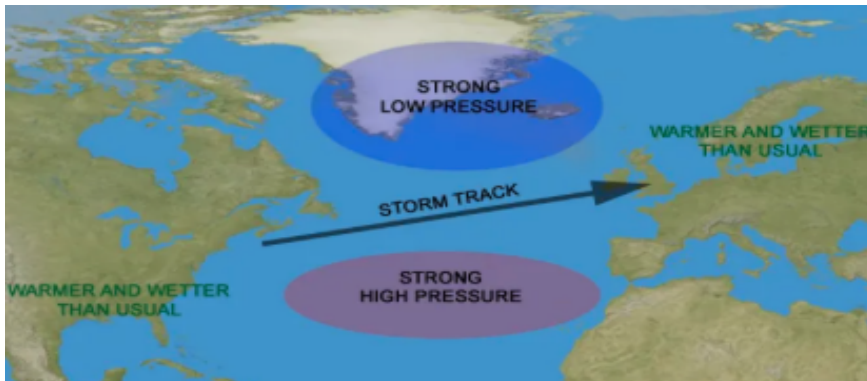 STRONG
LOW PRESSURE
WARMER AND WETTER
THAN USUAL
STORM TRACK
STRONG
HIGH PRESSURE
WARMER AND WETTER
THAN USUAL